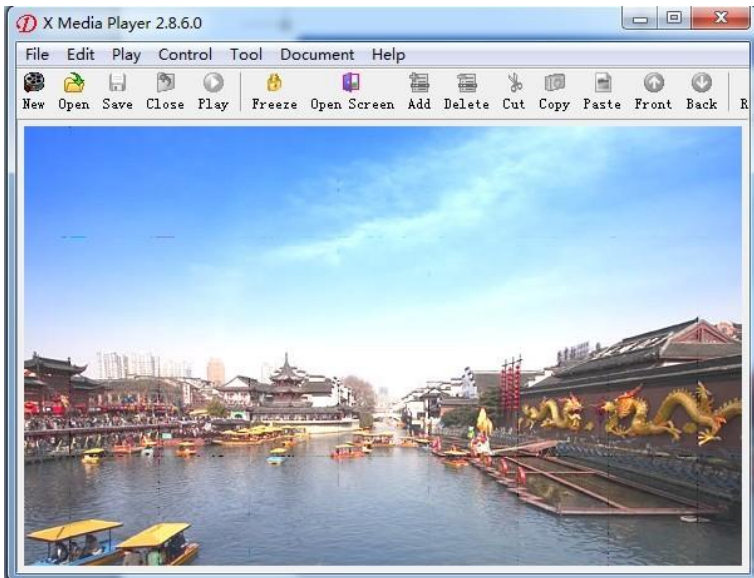 X Media Player 2.8.6.0
File Edit Play Control Tool Document Help
New Open Save Close Play Freeze Open Screen Add Delete Cut Copy Paste Front Back R